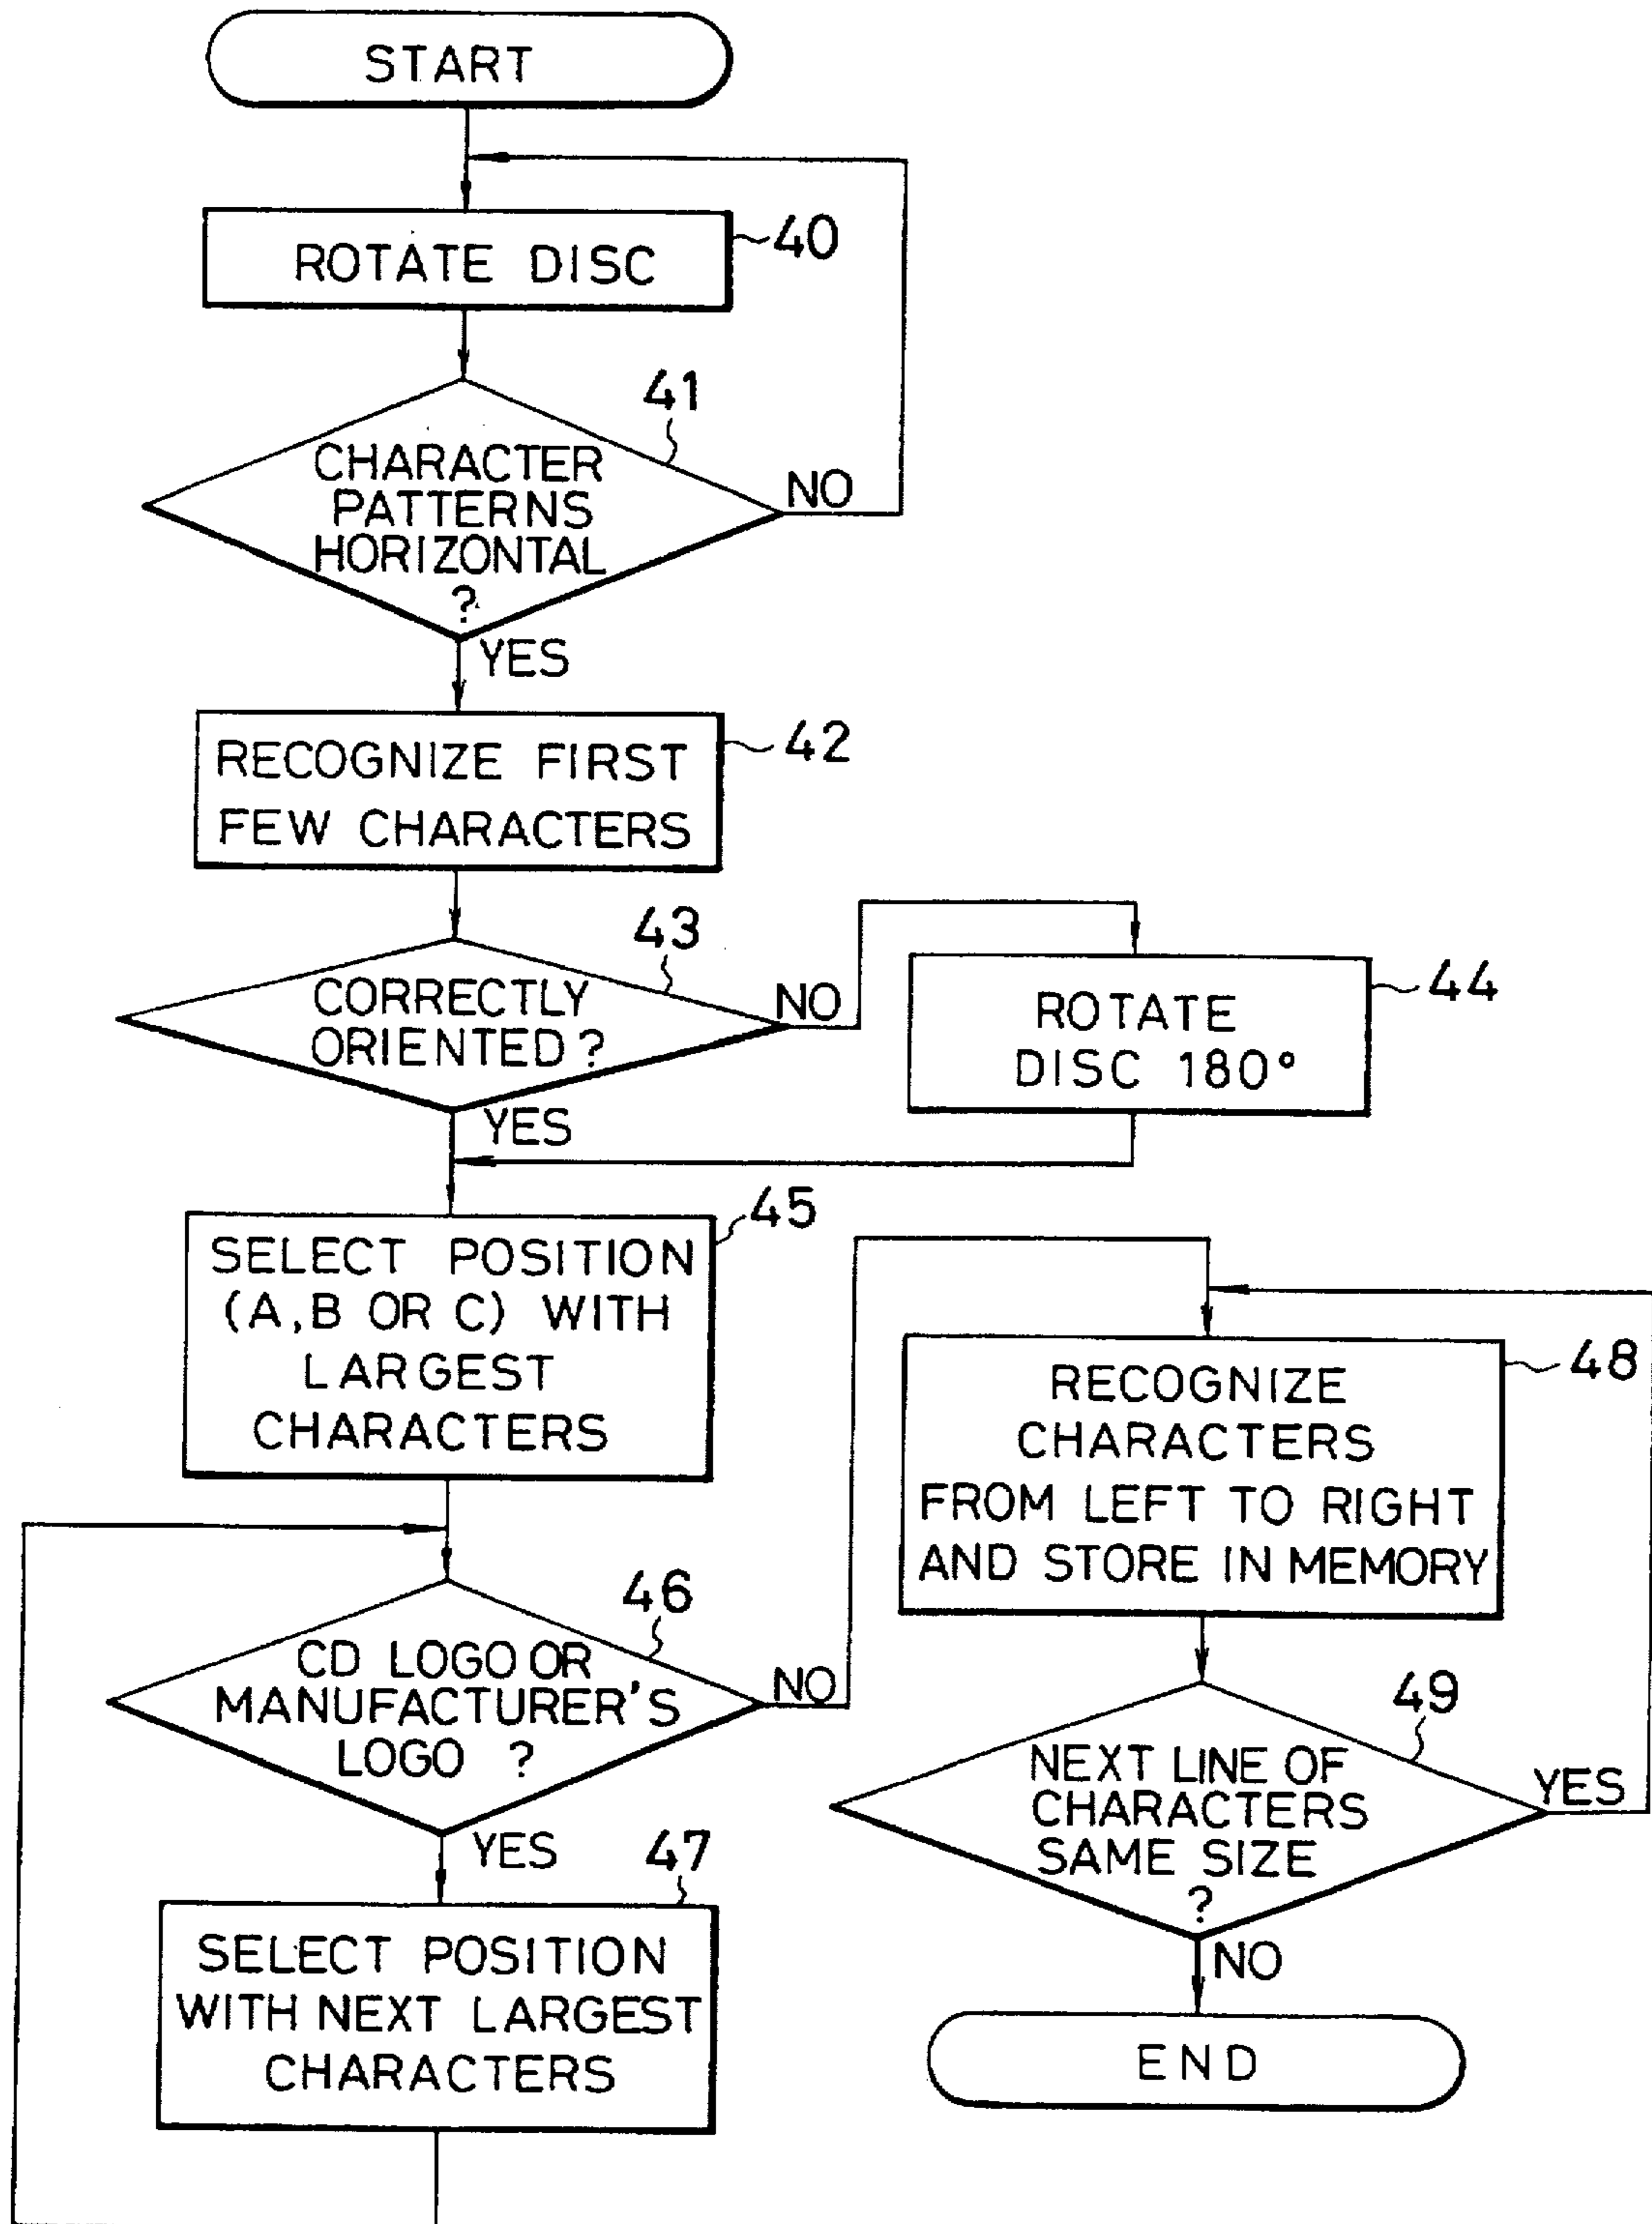 START
ROTATE DISC
40
41
CHARACTER
PATTERNS
HORIZONTAL
?
NO
YES
RECOGNIZE FIRST
FEW CHARACTERS
42
43
CORRECTLY
ORIENTED ?
NO
YES
ROTATE
DISC 180°
44
45
SELECT POSITION
(A, B OR C) WITH
LARGEST
CHARACTERS
46
CD LOGO OR
MANUFACTURER'S
LOGO ?
NO
YES
47
SELECT POSITION
WITH NEXT LARGEST
CHARACTERS
48
RECOGNIZE
CHARACTERS
FROM LEFT TO RIGHT
AND STORE IN MEMORY
49
NEXT LINE OF
CHARACTERS
SAME SIZE
?
YES
NO
END